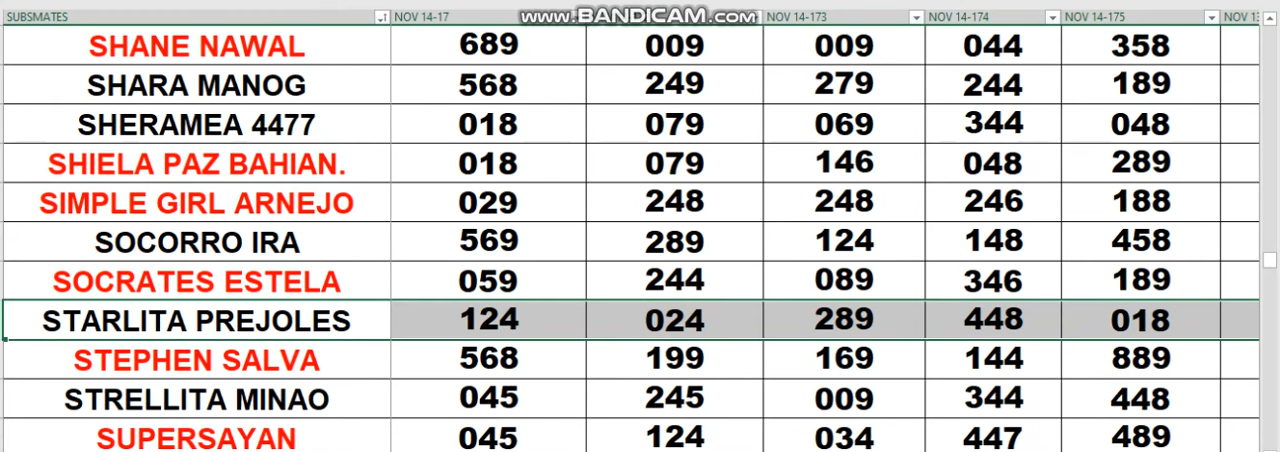 SUBSMATES NOV 14-17 www.BANDICAM.com NOV 14-173 NOV 14-174 NOV 14-175 NOV 13
SHANE NAWAL 689 009 009 044 358
SHARA MANOG 568 249 279 244 189
SHERAMEA 4477 018 079 069 344 048
SHIELA PAZ BAHIAN. 018 079 146 048 289
SIMPLE GIRL ARNEJO 029 248 248 246 188
SOCORRO IRA 569 289 124 148 458
SOCRATES ESTELA 059 244 089 346 189
STARLITA PREJOLES 124 024 289 448 018
STEPHEN SALVA 568 199 169 144 889
STRELLITA MINAO 045 245 009 344 448
SUPERSAYAN 045 124 034 447 489